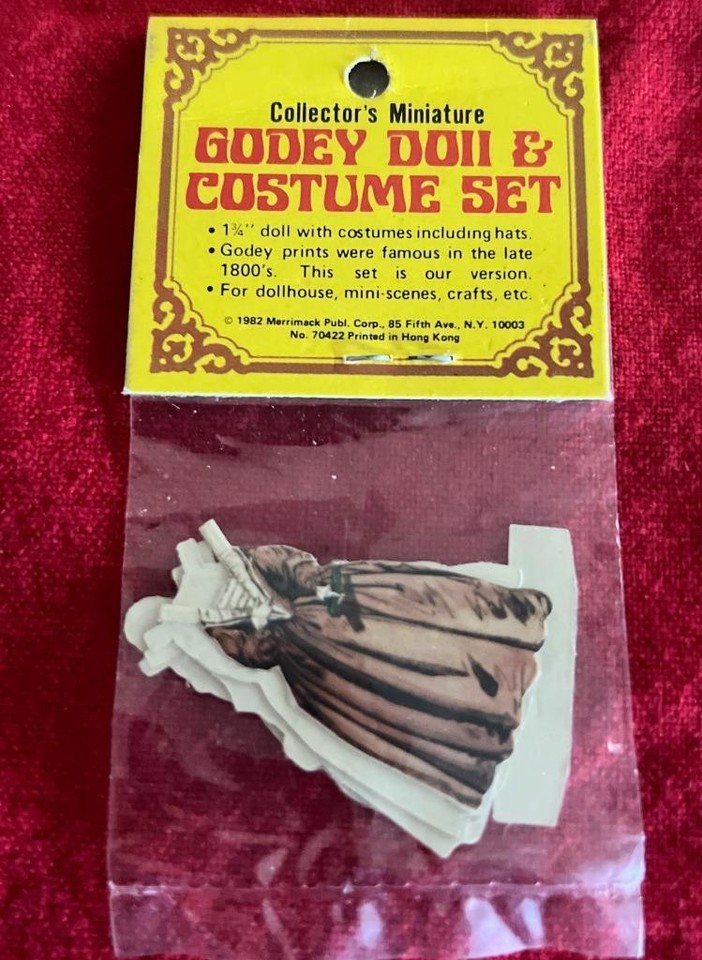 Collector's Miniature
GODEY DOll &
COSTUME SET
• 1¾'' doll with costumes including hats.
• Godey prints were famous in the late
1800's. This set is our version.
• For dollhouse, mini-scenes, crafts, etc.
© 1982 Merrimack Publ. Corp., 85 Fifth Ave., N.Y. 10003
No. 70422 Printed in Hong Kong